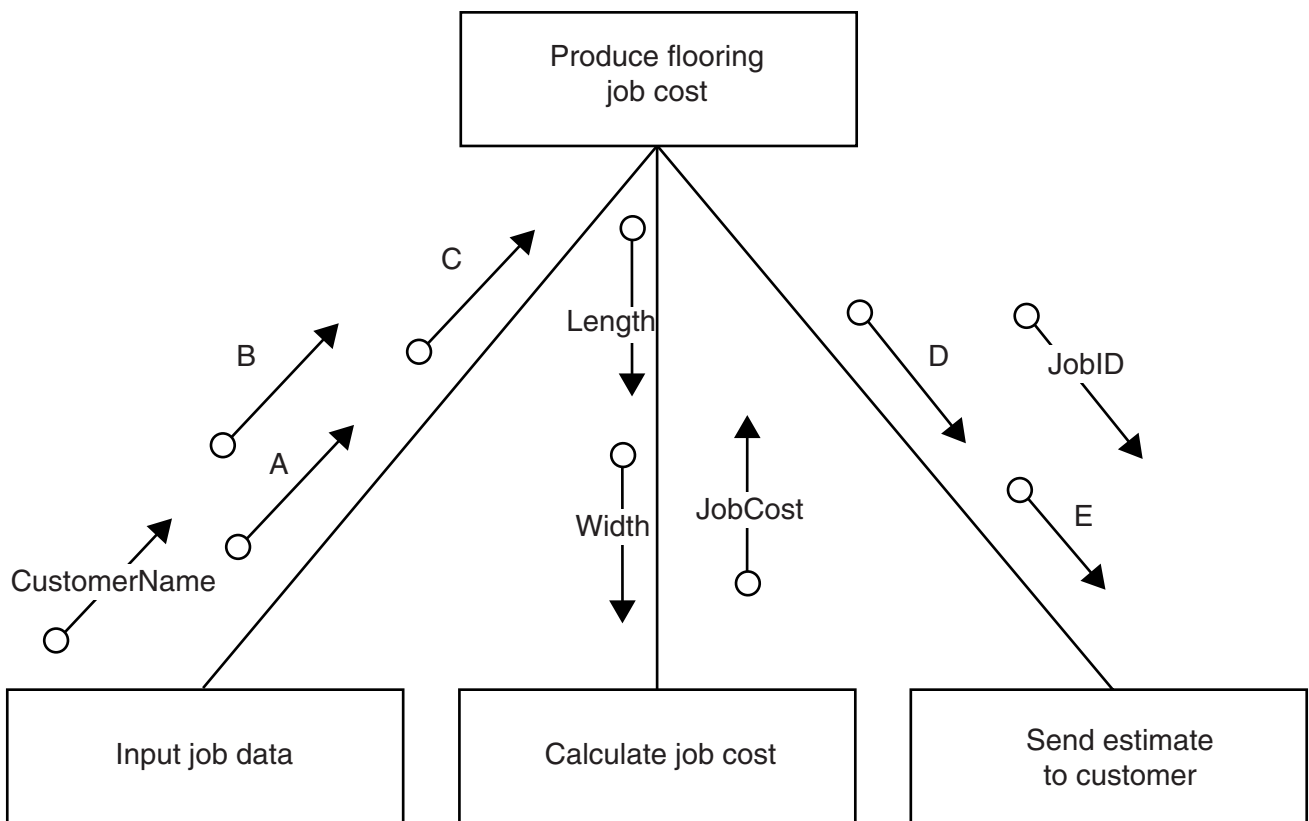 Produce flooring
job cost
C
Length
B
D
JobID
A
Width
JobCost
E
CustomerName
Input job data
Calculate job cost
Send estimate
to customer